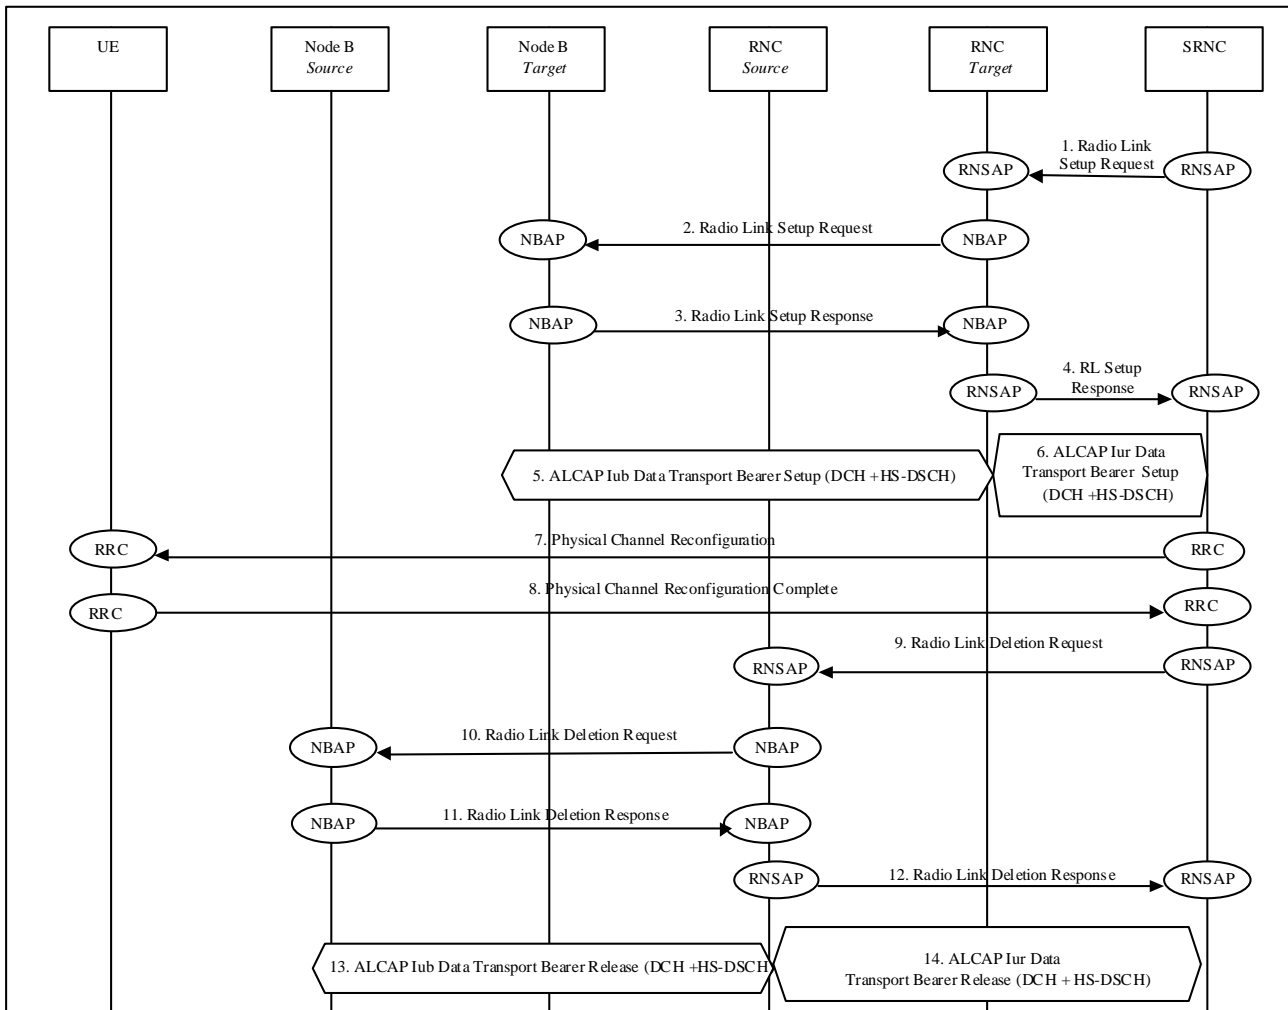 UE
Node B
Source
Node B
Target
RNC
Source
RNC
Target
SRNC
1. Radio Link
Setup Request
RNSAP
RNSAP
NBAP
2. Radio Link Setup Request
NBAP
NBAP
3. Radio Link Setup Response
NBAP
RNSAP
4. RL Setup
Response
RNSAP
5. ALCAP Iub Data Transport Bearer Setup (DCH +HS-DSCH)
6. ALCAP Iur Data
Transport Bearer Setup
(DCH +HS-DSCH)
RRC
7. Physical Channel Reconfiguration
RRC
RRC
8. Physical Channel Reconfiguration Complete
RRC
9. Radio Link Deletion Request
RNSAP
RNSAP
NBAP
10. Radio Link Deletion Request
NBAP
NBAP
11. Radio Link Deletion Response
NBAP
RNSAP
12. Radio Link Deletion Response
RNSAP
13. ALCAP Iub Data Transport Bearer Release (DCH +HS-DSCH)
14. ALCAP Iur Data
Transport Bearer Release (DCH + HS-DSCH)